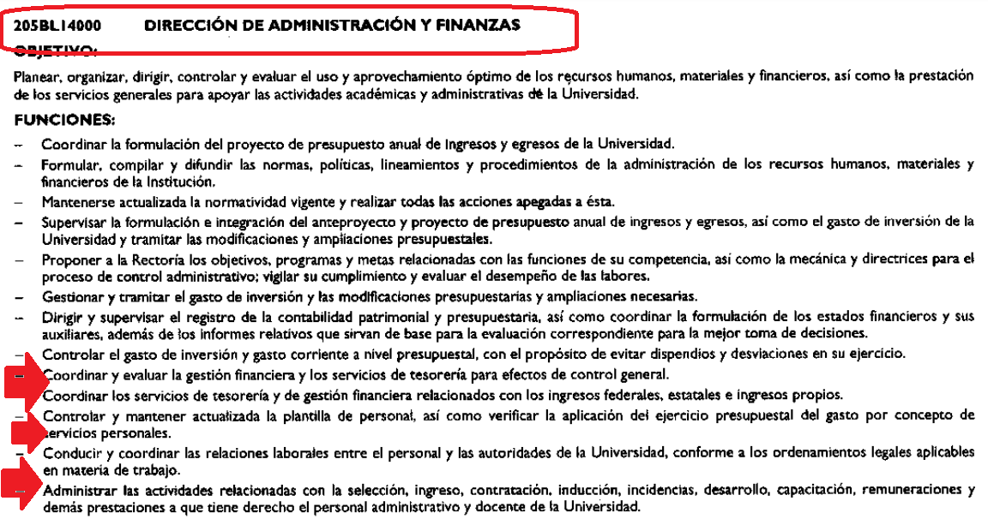 205BL14000 DIRECCIÓN DE ADMINISTRACIÓN Y FINANZAS
OBJETIVO:
Planear, organizar, dirigir, controlar y evaluar el uso y aprovechamiento óptimo de los recursos humanos, materiales y financieros, así como la prestación
de los servicios generales para apoyar las actividades académicas y administrativas de la Universidad.
FUNCIONES:
– Coordinar la formulación del proyecto de presupuesto anual de Ingresos y egresos de la Universidad.
– Formular, compilar y difundir las normas, políticas, lineamientos y procedimientos de la administración de los recursos humanos, materiales y
financieros de la Institución.
– Mantenerse actualizada la normatividad vigente y realizar todas las acciones apegadas a ésta.
– Supervisar la formulación e integración del anteproyecto y proyecto de presupuesto anual de ingresos y egresos, así como el gasto de inversión de la
Universidad y tramitar las modificaciones y ampliaciones presupuestales.
– Proponer a la Rectoría los objetivos, programas y metas relacionadas con las funciones de su competencia, así como la mecánica y directrices para el
proceso de control administrativo; vigilar su cumplimiento y evaluar el desempeño de las labores.
– Gestionar y tramitar el gasto de inversión y las modificaciones presupuestarias y ampliaciones necesarias.
– Dirigir y supervisar el registro de la contabilidad patrimonial y presupuestaria, así como coordinar la formulación de los estados financieros y sus
auxiliares, además de los informes relativos que sirvan de base para la evaluación correspondiente para la mejor toma de decisiones.
– Controlar el gasto de inversión y gasto corriente a nivel presupuestal, con el propósito de evitar dispendios y desviaciones en su ejercicio.
– Coordinar y evaluar la gestión financiera y los servicios de tesorería para efectos de control general.
Coordinar los servicios de tesorería y de gestión financiera relacionados con los ingresos federales, estatales e ingresos propios.
– Controlar y mantener actualizada la plantilla de personal, así como verificar la aplicación del ejercicio presupuestal del gasto por concepto de
servicios personales.
– Conducir y coordinar las relaciones laborales entre el personal y las autoridades de la Universidad, conforme a los ordenamientos legales aplicables
en materia de trabajo.
– Administrar las actividades relacionadas con la selección, ingreso, contratación, inducción, incidencias, desarrollo, capacitación, remuneraciones y
demás prestaciones a que tiene derecho el personal administrativo y docente de la Universidad.